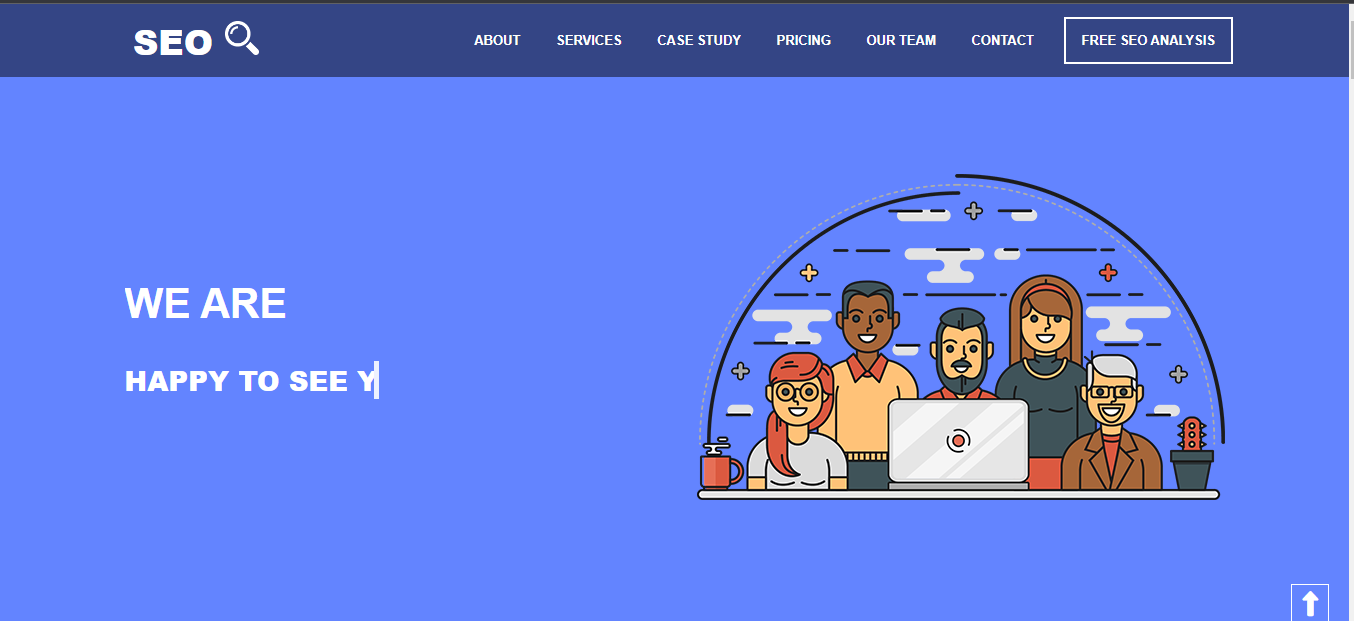 SEO
ABOUT
SERVICES
CASE STUDY
PRICING
OUR TEAM
CONTACT
FREE SEO ANALYSIS
WE ARE
HAPPY TO SEE Y